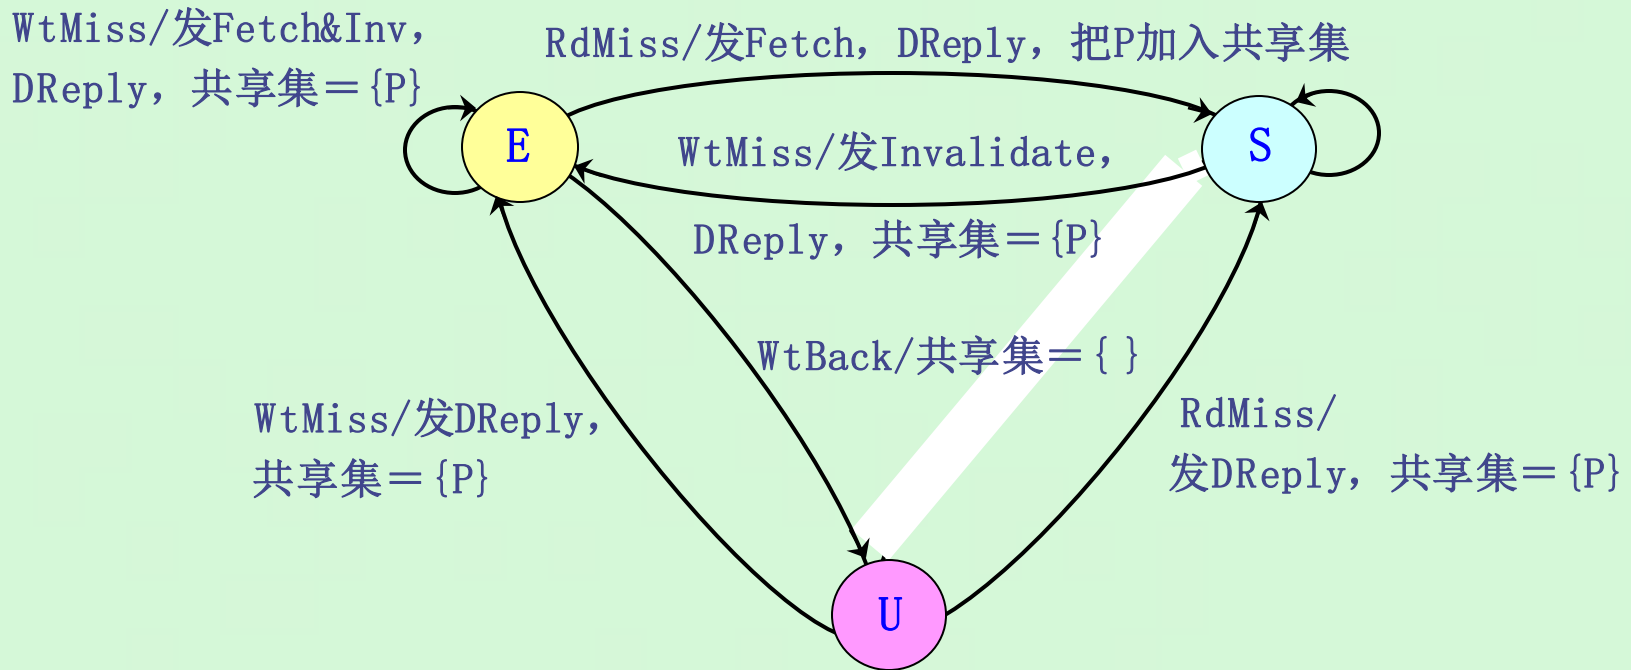 WtMiss/发Fetch&Inv,
DReply, 共享集={P}
RdMiss/发Fetch, DReply, 把P加入共享集
E
S
WtMiss/发Invalidate,
DReply, 共享集={P}
WtBack/共享集={ }
WtMiss/发DReply,
共享集={P}
RdMiss/
发DReply, 共享集={P}
U